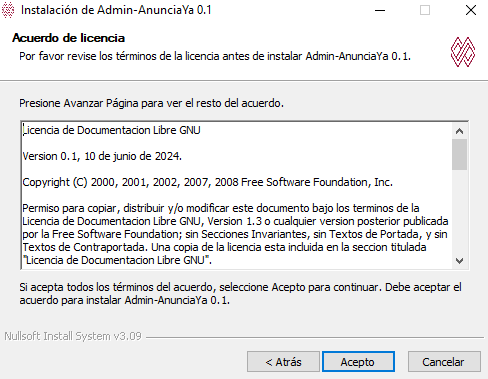 Instalación de Admin-AnunciaYa 0.1
Acuerdo de licencia
Por favor revise los términos de la licencia antes de instalar Admin-AnunciaYa 0.1.
Presione Avanzar Página para ver el resto del acuerdo.
Licencia de Documentacion Libre GNU
Version 0.1, 10 de junio de 2024.
Copyright (C) 2000, 2001, 2002, 2007, 2008 Free Software Foundation, Inc.
Permiso para copiar, distribuir y/o modificar este documento bajo los terminos de la
Licencia de Documentacion Libre GNU, Version 1.3 o cualquier version posterior publicada
por la Free Software Foundation; sin Secciones Invariantes, sin Textos de Portada, y sin
Textos de Contraportada. Una copia de la licencia esta incluida en la seccion titulada
"Licencia de Documentacion Libre GNU".
Si acepta todos los términos del acuerdo, seleccione Acepto para continuar. Debe aceptar el
acuerdo para instalar Admin-AnunciaYa 0.1.
Nullsoft Install System v3.09
< Atrás
Acepto
Cancelar